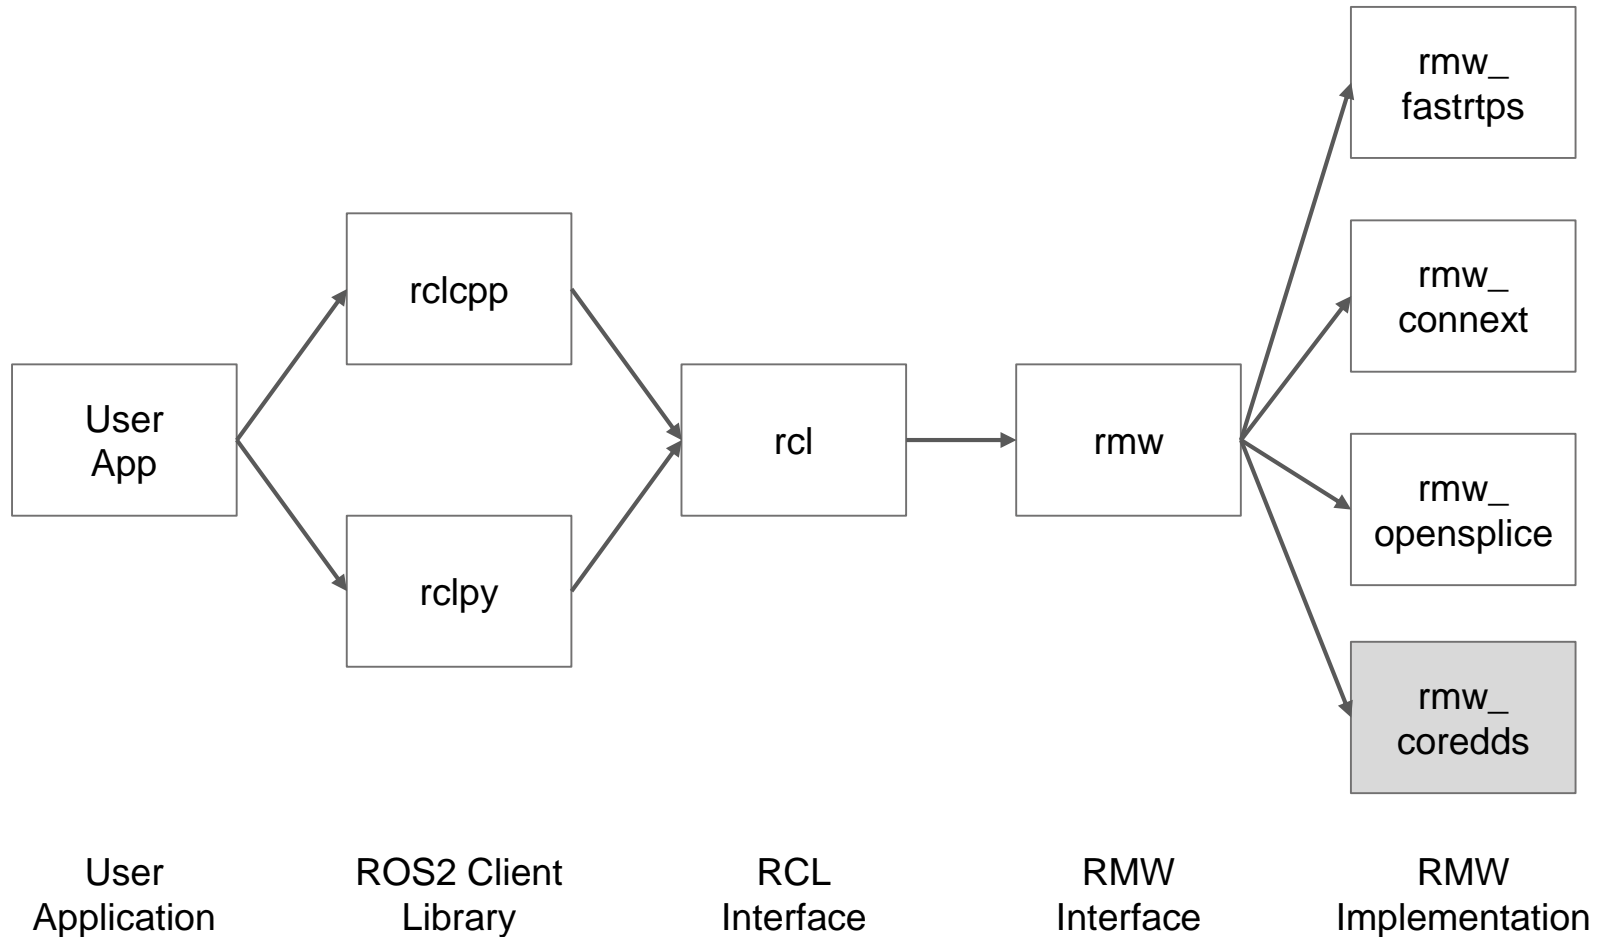 rmw_
fastrtps
rmw_
connext
rclcpp
User
App
rcl
rmw
rmw_
opensplice
rclpy
rmw_
coredds
User
Application
ROS2 Client
Library
RCL
Interface
RMW
Interface
RMW
Implementation